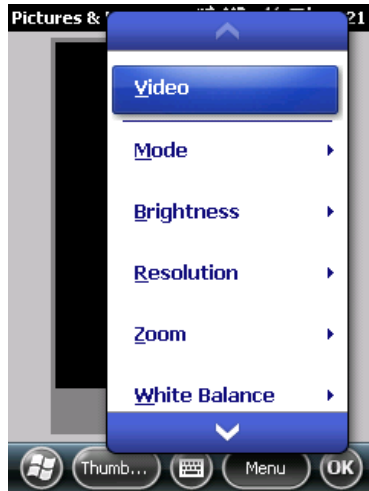 Pictures &
21
Video
Mode
Brightness
Resolution
Zoom
White Balance
Thumb...
Menu
OK